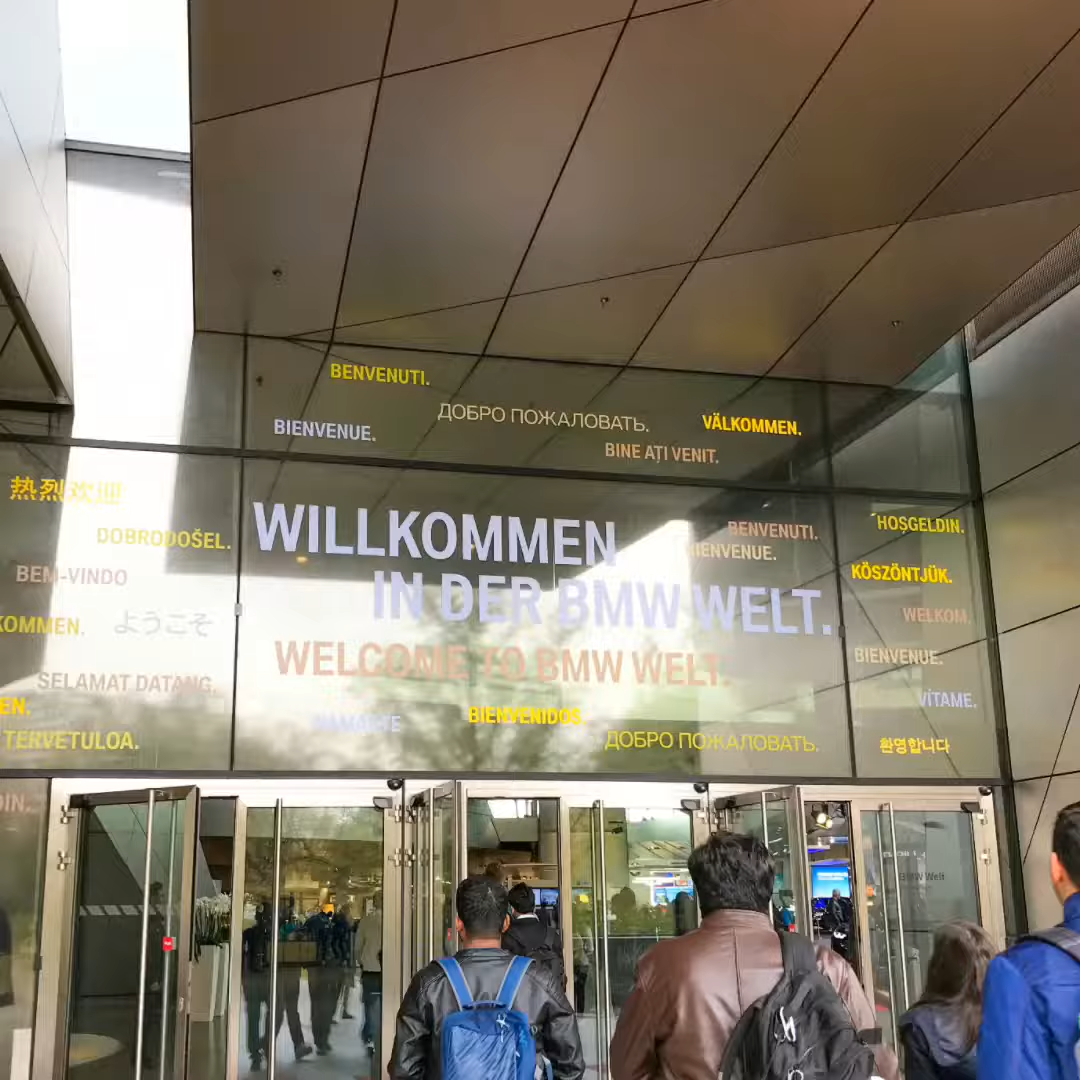 BENVENUTI.
ДОБРО ПОЖАЛОВАТЬ.
VÄLKOMMEN.
BIENVENUE.
BINE AȚI VENIT.
热烈欢迎
DOBRODOŠEL.
BEM-VINDO
KOMMEN.
ようこそ
SELAMAT DATANG.
EN.
TERVETULOA.
WILLKOMMEN
IN DER BMW WELT.
WELCOME TO BMW WELT.
BENVENUTI.
BIENVENUE.
NAMASTE
BIENVENIDOS.
ДОБРО ПОЖАЛОВАТЬ.
HOŞGELDIN.
KÖSZÖNTJÜK.
WELKOM.
BIENVENUE.
VÍTAME.
환영합니다
DIN.
BMW Welt